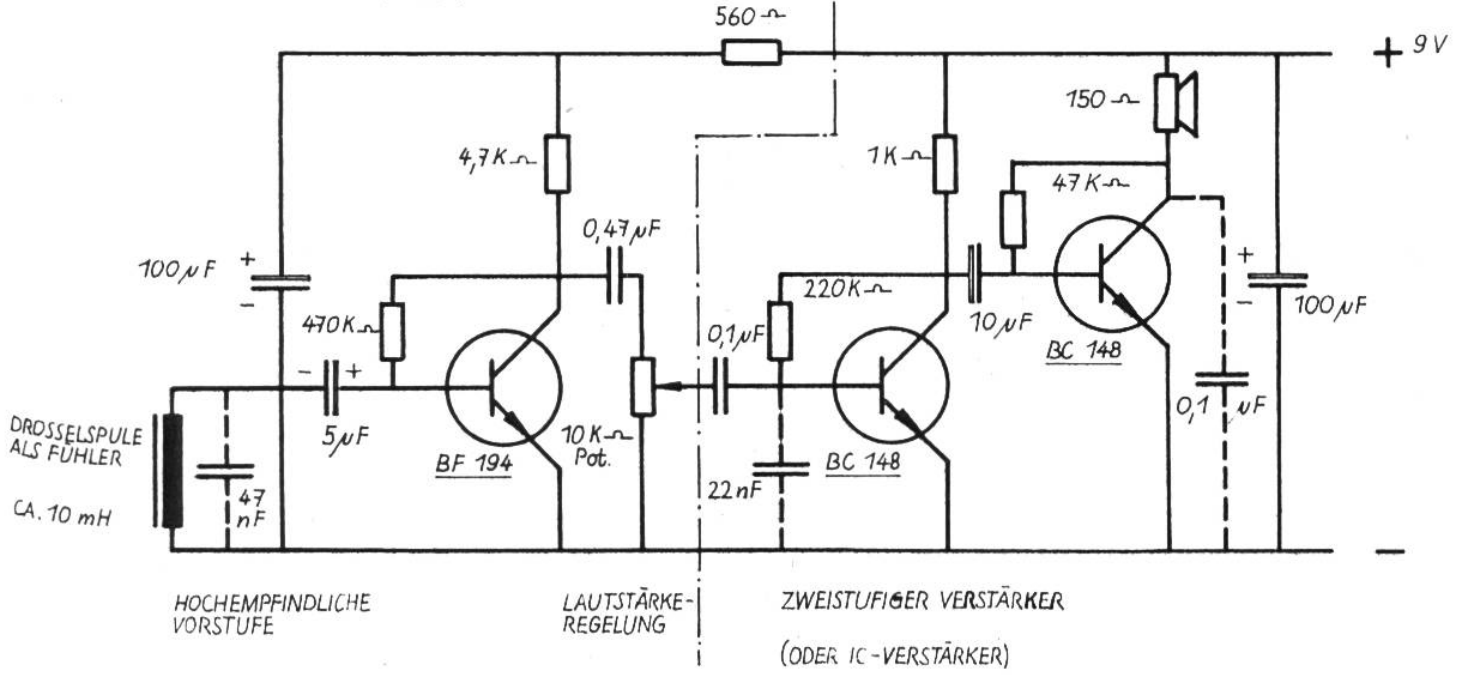 560 Ω
+ 9 V
150 Ω
4,7 K Ω
1 K Ω
47 K Ω
0,47 µF
+
100 µF
-
+
-
100 µF
220 K Ω
10 µF
470 K Ω
0,1 µF
BC 148
- +
5 µF
10 K Ω
Pot.
0,1 µF
DROSSELSPULE
ALS FÜHLER
BF 194
BC 148
CA. 10 mH
47
nF
22 nF
-
HOCHEMPFINDLICHE
VORSTUFE
LAUTSTÄRKE-
REGELUNG
ZWEISTUFIGER VERSTÄRKER
(ODER IC-VERSTÄRKER)